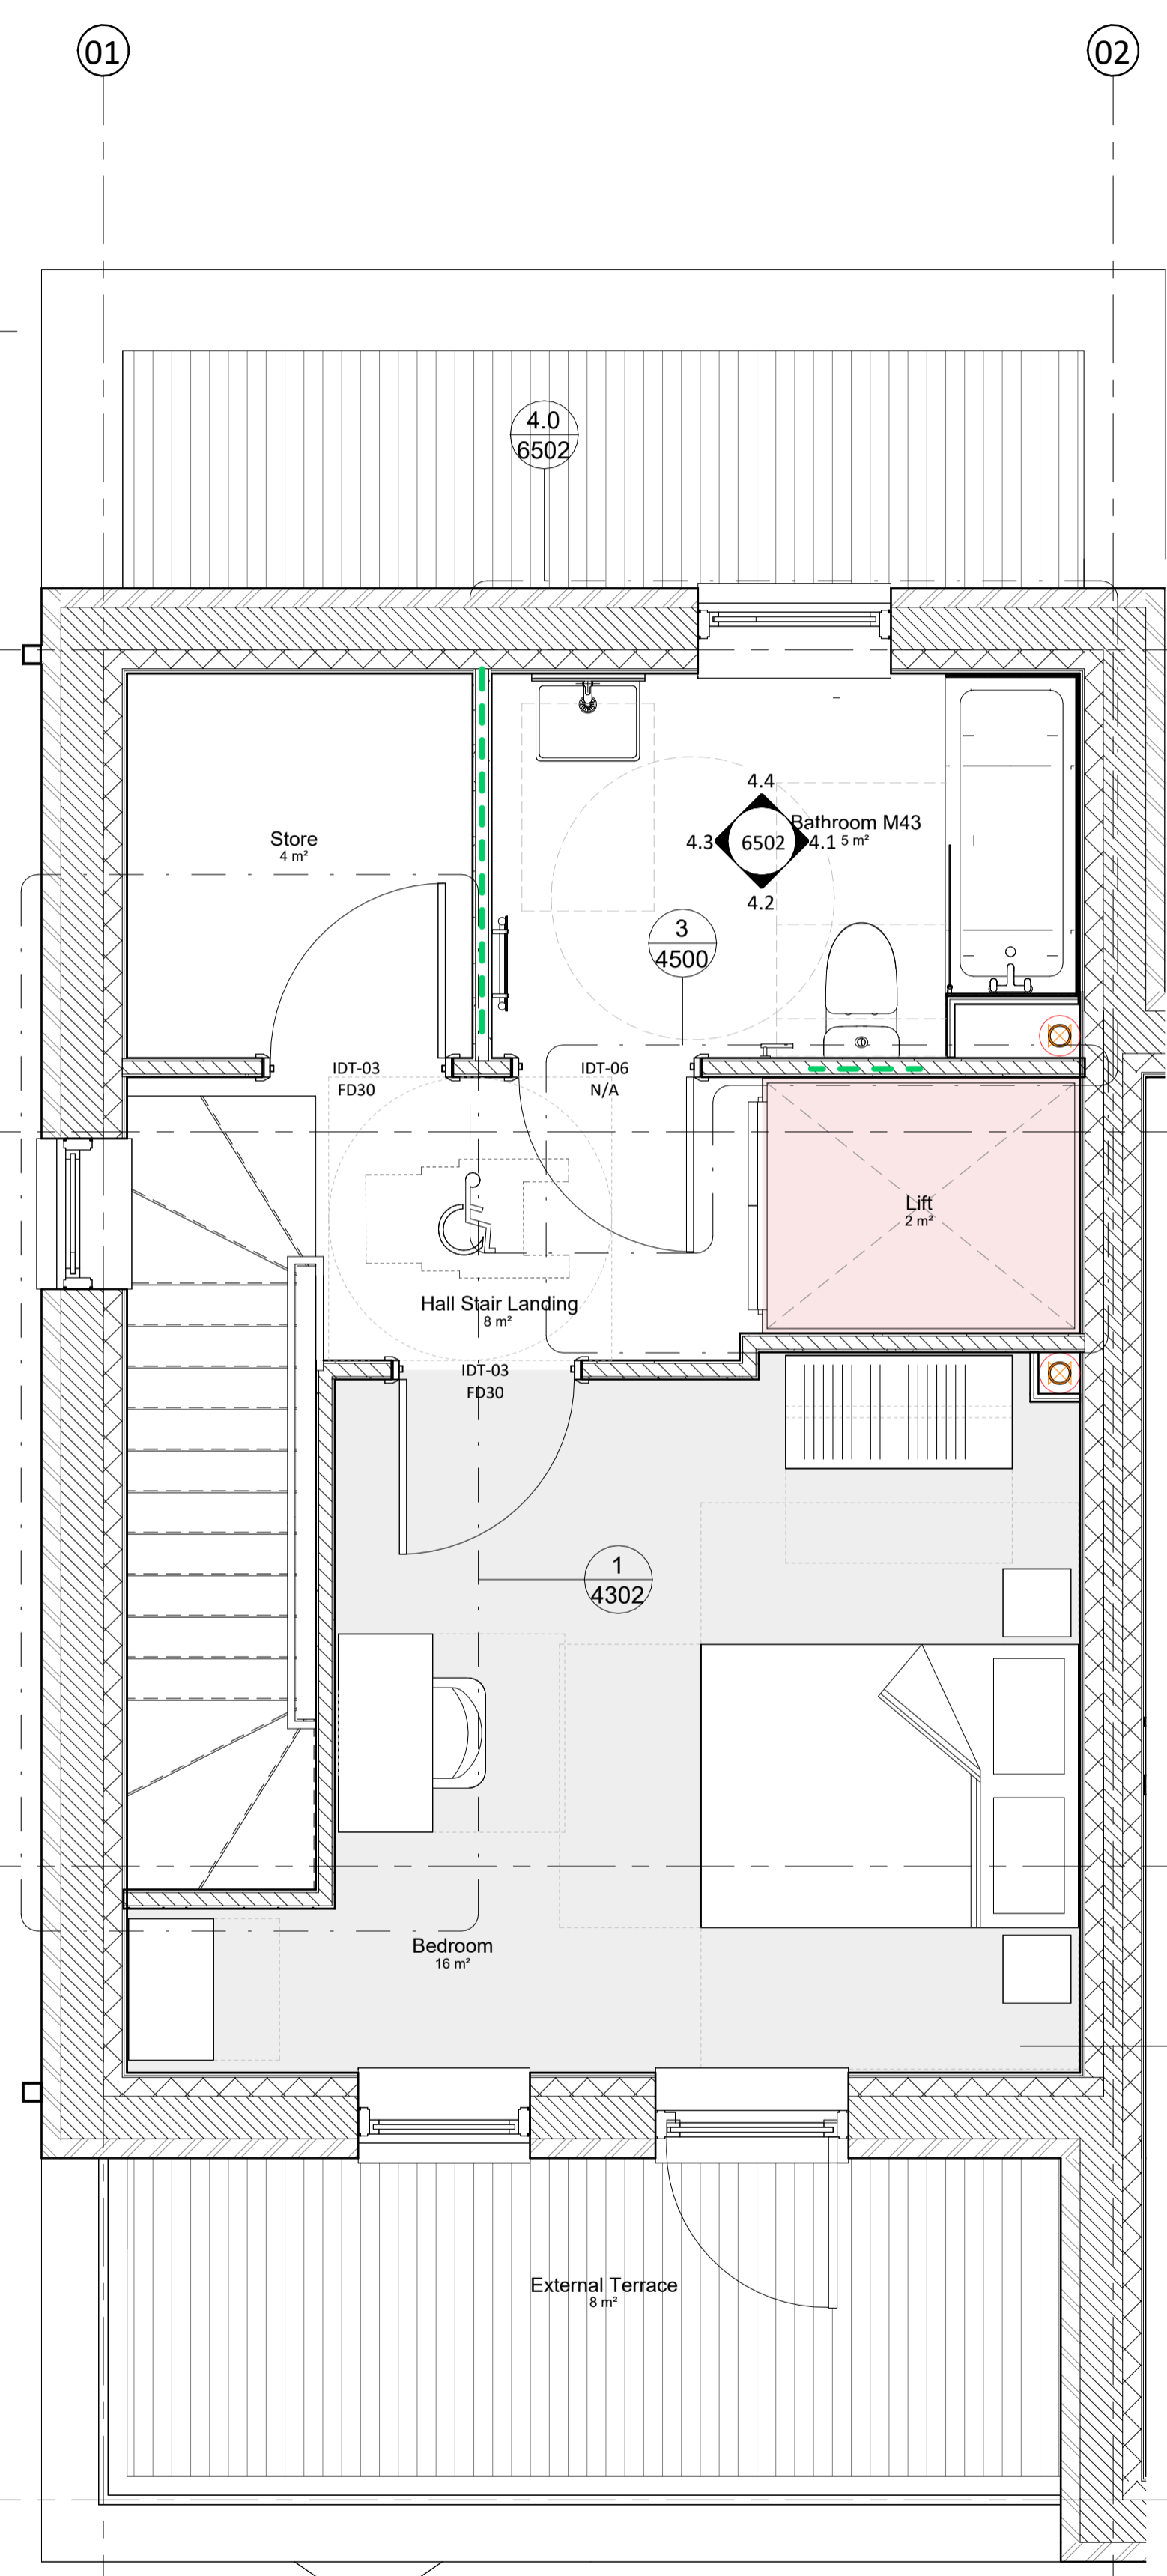 01
02
4.0
6502
Store
4 m²
4.4
4.3
6502
4.1
4.2
Bathroom M43
5 m²
3
4500
IDT-03
FD30
IDT-06
N/A
Lift
2 m²
Hall Stair Landing
8 m²
IDT-03
FD30
1
4302
Bedroom
16 m²
External Terrace
8 m²